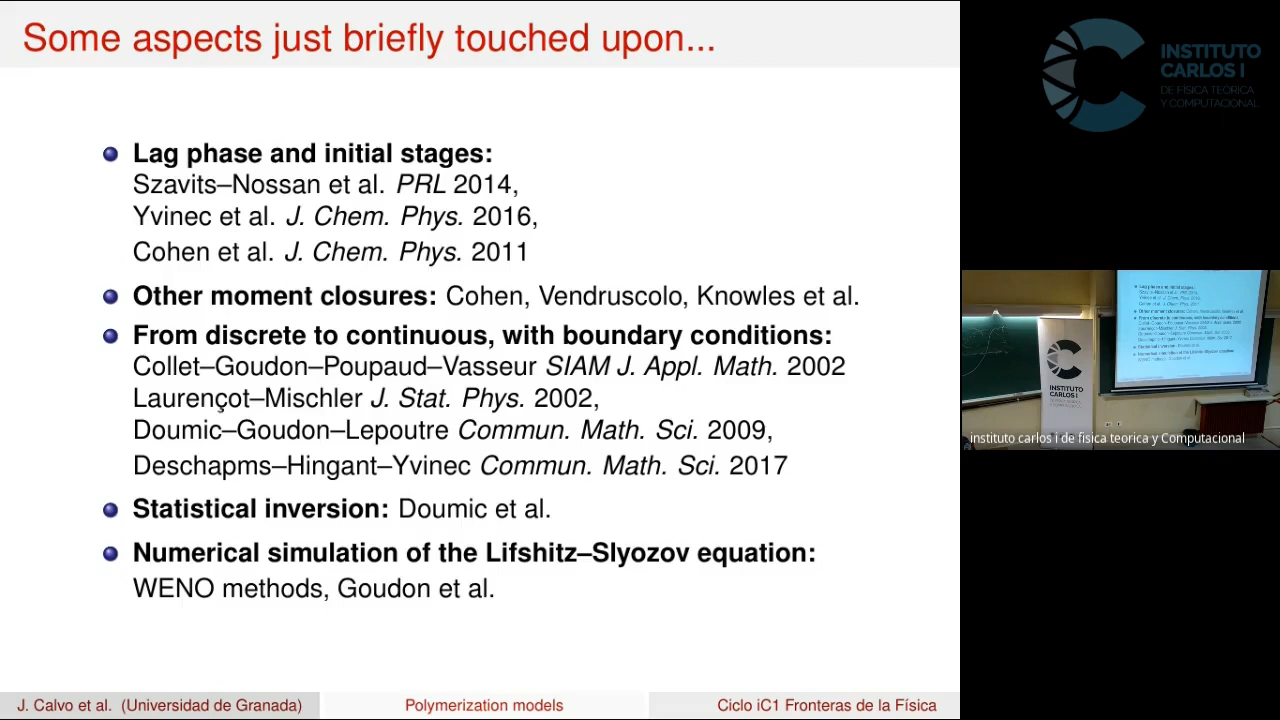 Some aspects just briefly touched upon...
Lag phase and initial stages:
Szavits–Nossan et al. PRL 2014,
Yvinec et al. J. Chem. Phys. 2016,
Cohen et al. J. Chem. Phys. 2011
Other moment closures: Cohen, Vendruscolo, Knowles et al.
From discrete to continuous, with boundary conditions:
Collet–Goudon–Poupaud–Vasseur SIAM J. Appl. Math. 2002
Laurençot–Mischler J. Stat. Phys. 2002,
Doumic–Goudon–Lepoutre Commun. Math. Sci. 2009,
Deschapms–Hingant–Yvinec Commun. Math. Sci. 2017
Statistical inversion: Doumic et al.
Numerical simulation of the Lifshitz–Slyozov equation:
WENO methods, Goudon et al.
J. Calvo et al. (Universidad de Granada)
Polymerization models
Ciclo iC1 Fronteras de la Física
INSTITUTO
CARLOS I
DE FÍSICA TEÓRICA
Y COMPUTACIONAL
INSTITUTO
CARLOS I
instituto carlos i de fisica teorica y Computacional